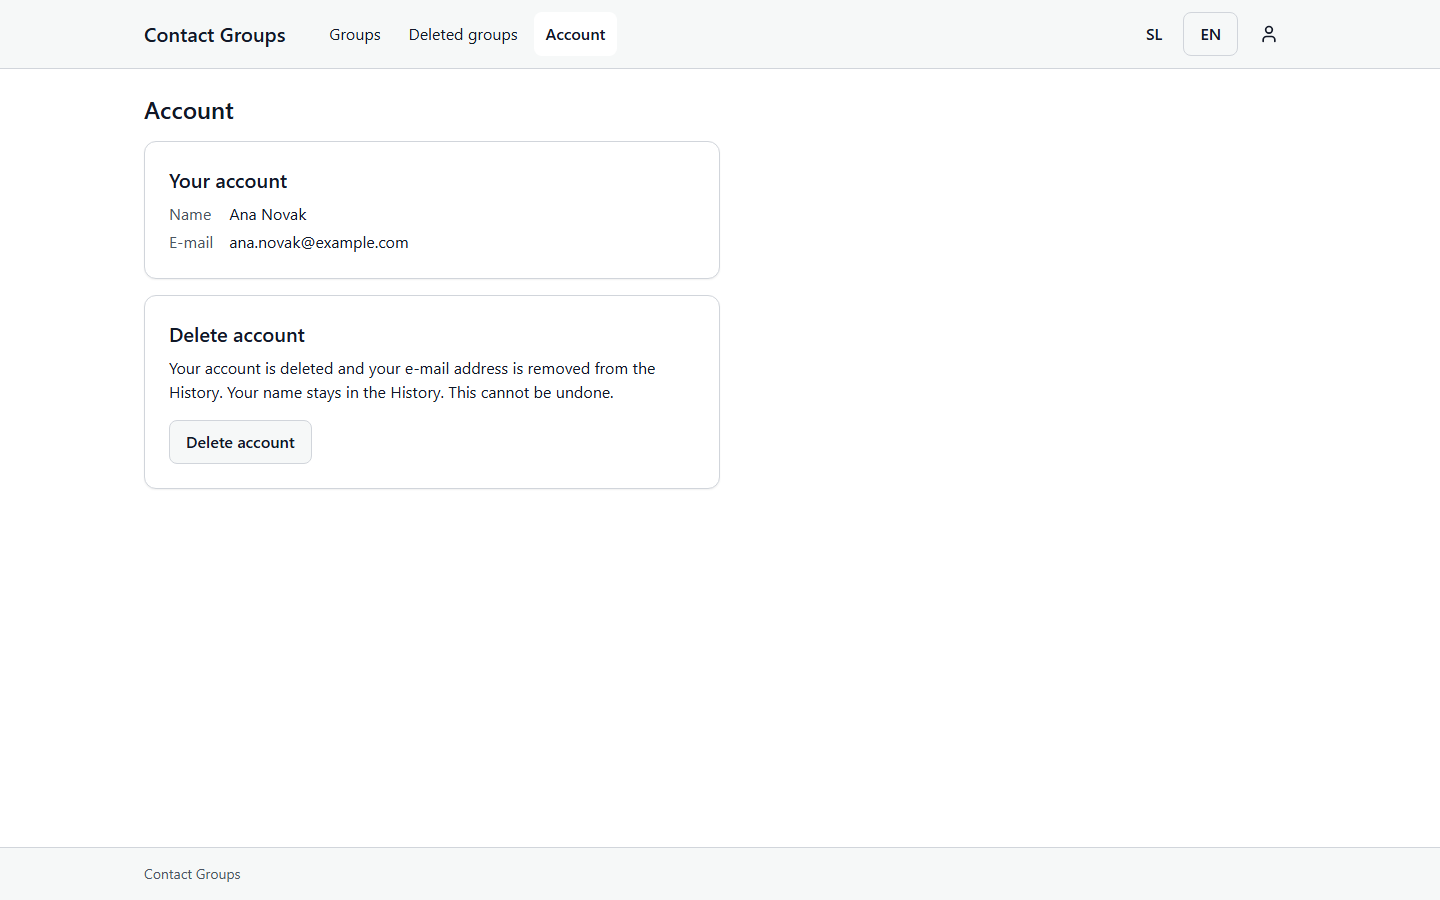 Contact Groups
Groups
Deleted groups
Account
SL
EN
Account
Your account
Name Ana Novak
E-mail ana.novak@example.com
Delete account
Your account is deleted and your e-mail address is removed from the
History. Your name stays in the History. This cannot be undone.
Delete account
Contact Groups